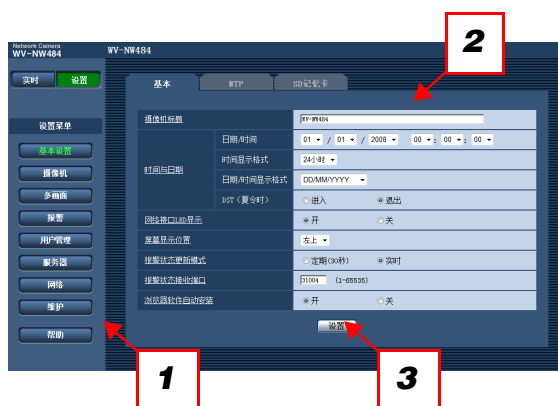 Network Camera
WV-NW484
WV-NW484
2
实时 设置
基本 NTP SD记忆卡
设置菜单
基本设置
摄像机
多画面
报警
用户管理
服务器
网络
维护
帮助
摄像机标题 WV-NW484
时间与日期
日期/时间 01 / 01 / 2008 00 : 00 : 00
时间显示格式 24小时
日期/时间显示格式 DD/MM/YYYY
DST (夏令时) 进入 退出
网络接口LED显示 开 关
屏幕显示位置 左上
报警状态更新模式 定期(30秒) 实时
报警状态接收端口 31004 (1-65535)
浏览器软件自动安装 开 关
设置
1
3